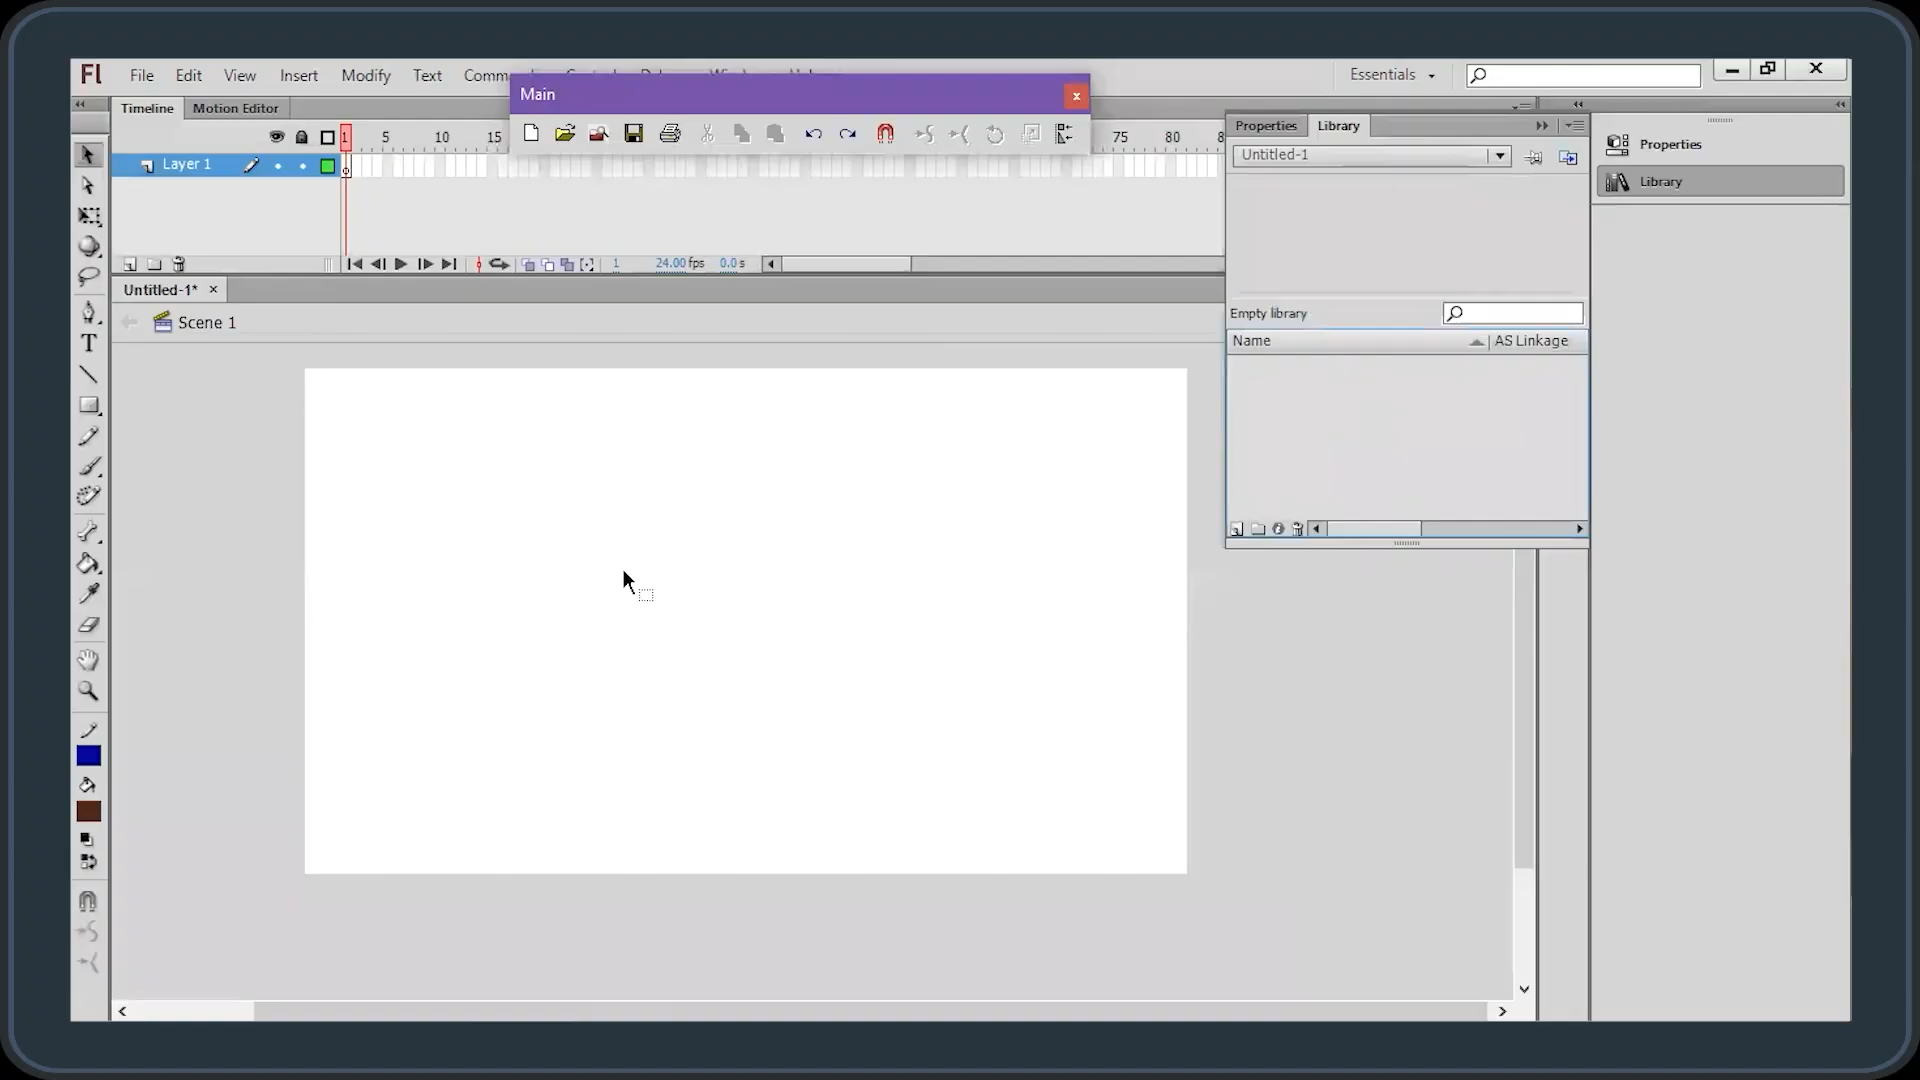 Fl File Edit View Insert Modify Text Comm
Essentials
Main
Timeline Motion Editor
1 5 10 15 75 80 8
Layer 1
1 24.00 fps 0.0 s
Untitled-1*
Scene 1
Properties Library
Untitled-1
Empty library
Name AS Linkage
Properties
Library